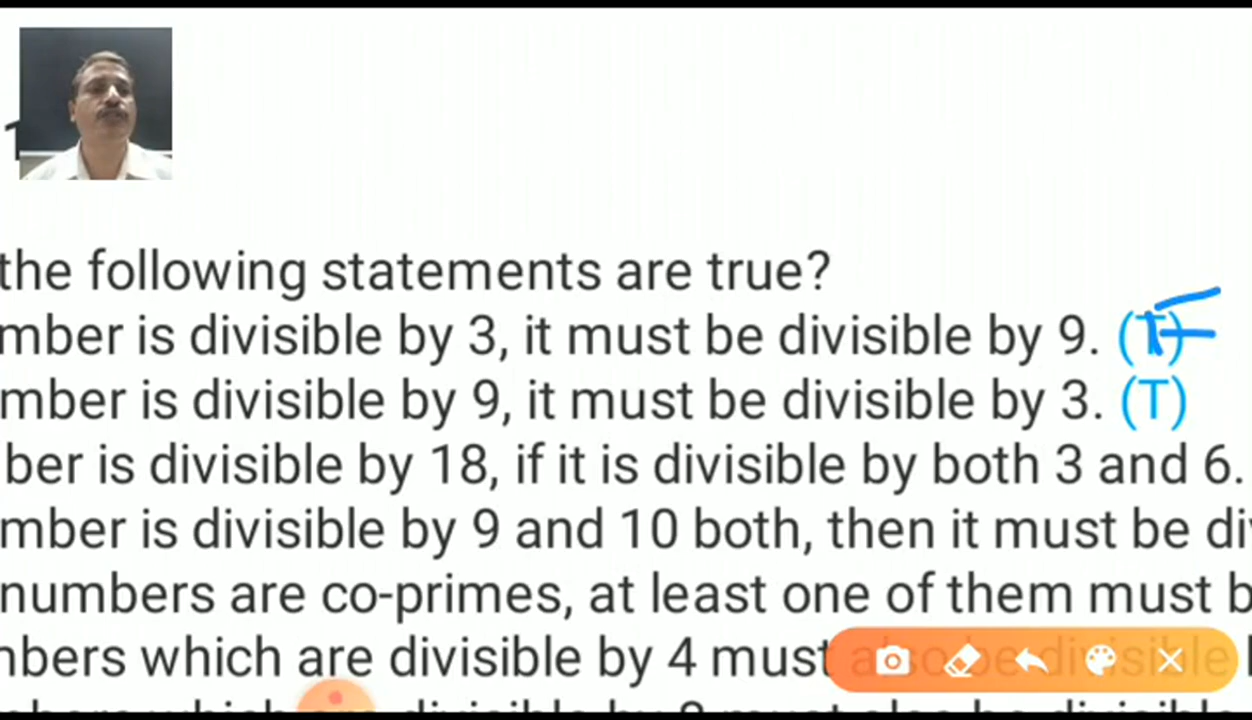 the following statements are true?
mber is divisible by 3, it must be divisible by 9. (F)
mber is divisible by 9, it must be divisible by 3. (T)
ber is divisible by 18, if it is divisible by both 3 and 6.
mber is divisible by 9 and 10 both, then it must be di
numbers are co-primes, at least one of them must b
nbers which are divisible by 4 must also be divisible